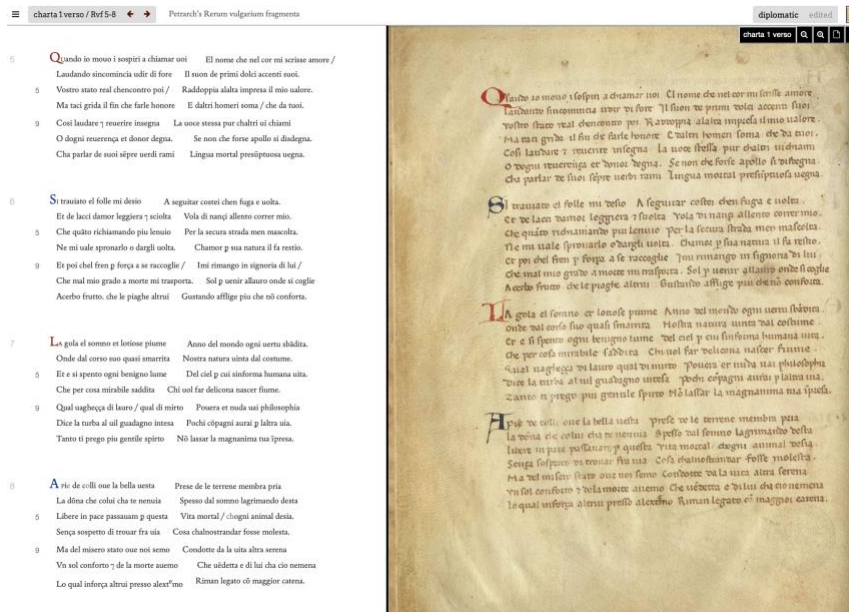 charta 1 verso / Rvf 5-8 ← → Petrarch's Rerum vulgarium fragmenta diplomatic edited
charta 1 verso
5 Quando io mouo i sospiri a chiamar uoi El nome che nel cor mi scrisse amore /
Laudando sincomincia udir di fore Il suon de primi dolci accenti suoi.
5 Vostro stato real chencontro poi / Raddoppia alalta impresa il mio ualore.
Ma taci grida il fin che farle honore E daltri homeri soma / che da tuoi.
9 Cosi laudare ⁊ reuerire insegna La uoce stessa pur chaltri ui chiami
O dogni reuerença et donor degna. Se non che forse apollo si disdegna.
Cha parlar de suoi sēpre uerdi rami Lingua mortal presūptuosa uegna.
6 Si trauiato el folle mi desio A seguitar costei chen fuga e uolta.
Et de lacci damor leggiera ⁊ sciolta Vola di nançi allento correr mio.
5 Che quāto richiamando piu lenuio Per la secura strada men mascolta.
Ne mi uale spronarlo o dargli uolta. Chamor p sua natura il fa restio.
9 Et poi chel fren p força a se raccoglie / Imi rimango in signoria di lui /
Che mal mio grado a morte mi trasporta. Sol p uenir allauro onde si coglie
Acerbo frutto. che le piaghe altrui Gustando afflige piu che nō conforta.
7 La gola el somno et lotiose piume Anno del mondo ogni uertu sbādita.
Onde dal corso suo quasi smarrita Nostra natura uinta dal costume.
5 Et e si spento ogni benigno lume Del ciel p cui sinforma humana uita.
Che per cosa mirabile saddita Chi uol far delicona nascer fiume.
9 Qual uagheçça di lauro / qual di mirto Pouera et nuda uai philosophia
Dice la turba al uil guadagno intesa Pochi cōpagni aurai p laltra uia.
Tanto ti prego piu gentile spirto Nō lassar la magnanima tua īpresa.
8 A pie de colli oue la bella uesta Prese de le terrene membra pria
La dōna che colui cha te nenuia Spesso dal somno lagrimando desta
5 Libere in pace passauam p questa Vita mortal / chogni animal desia.
Sença sospetto di trouar fra uia Cosa chalnostrandar fosse molesta.
9 Ma del misero stato oue noi semo Condotte da la uita altra serena
Vn sol conforto ⁊ de la morte auemo Che uēdetta e di lui cha cio nemena
Lo qual inforça altrui presso alextremo Riman legato cō maggior catena.